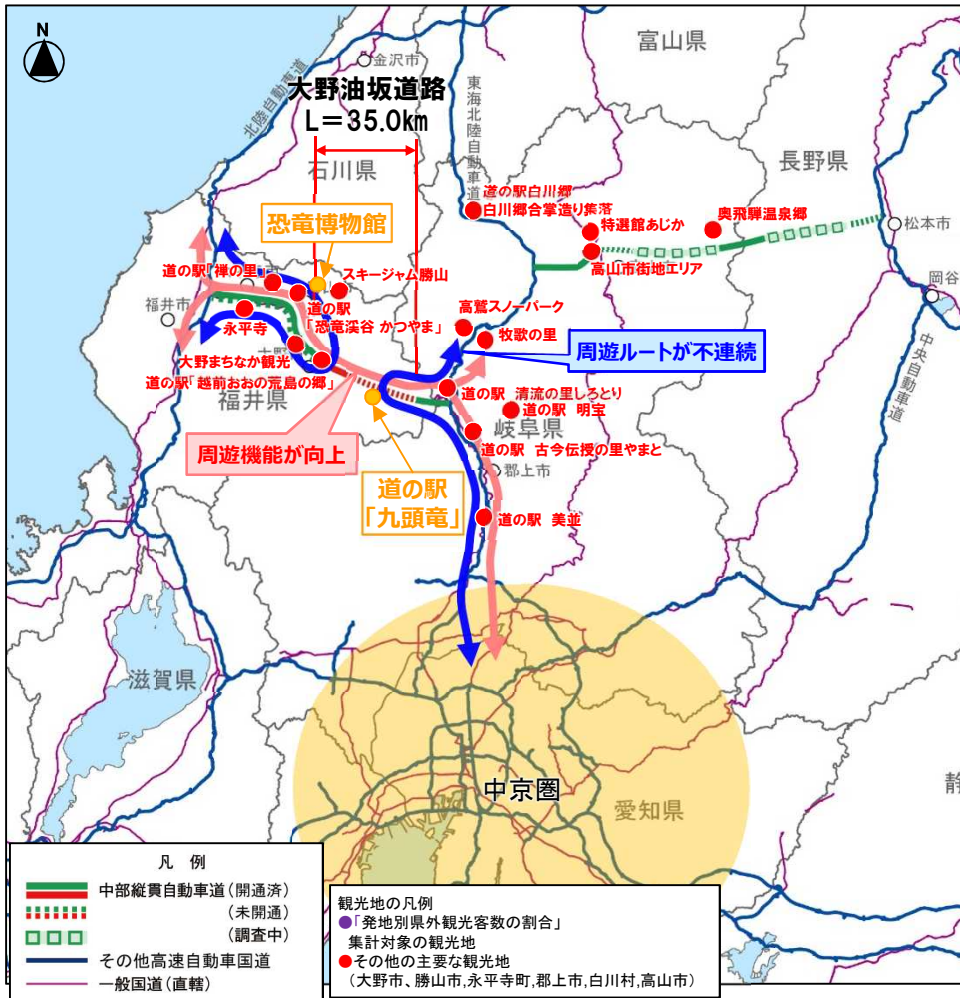 N
富山県
金沢市
大野油坂道路
L=35.0km
北陸自動車道
東海北陸自動車道
石川県
長野県
道の駅白川郷
白川郷合掌造り集落
特選館あじか
奥飛騨温泉郷
松本市
恐竜博物館
高山市街地エリア
岡谷
道の駅「禅の里」
スキージャム勝山
福井市
道の駅
「恐竜渓谷 かつやま」
高鷲スノーパーク
永平寺
牧歌の里
周遊ルートが不連続
中央自動車道
大野まちなか観光
道の駅「越前おおの荒島の郷」
福井県
道の駅 清流の里しろとり
道の駅 明宝
岐阜県
周遊機能が向上
道の駅 古今伝授の里やまと
郡上市
道の駅
「九頭竜」
道の駅 美並
滋賀県
中京圏
愛知県
静
凡 例
中部縦貫自動車道(開通済)
(未開通)
(調査中)
その他高速自動車国道
一般国道(直轄)
観光地の凡例
●「発地別県外観光客数の割合」
集計対象の観光地
●その他の主要な観光地
(大野市、勝山市,永平寺町,郡上市,白川村,高山市)